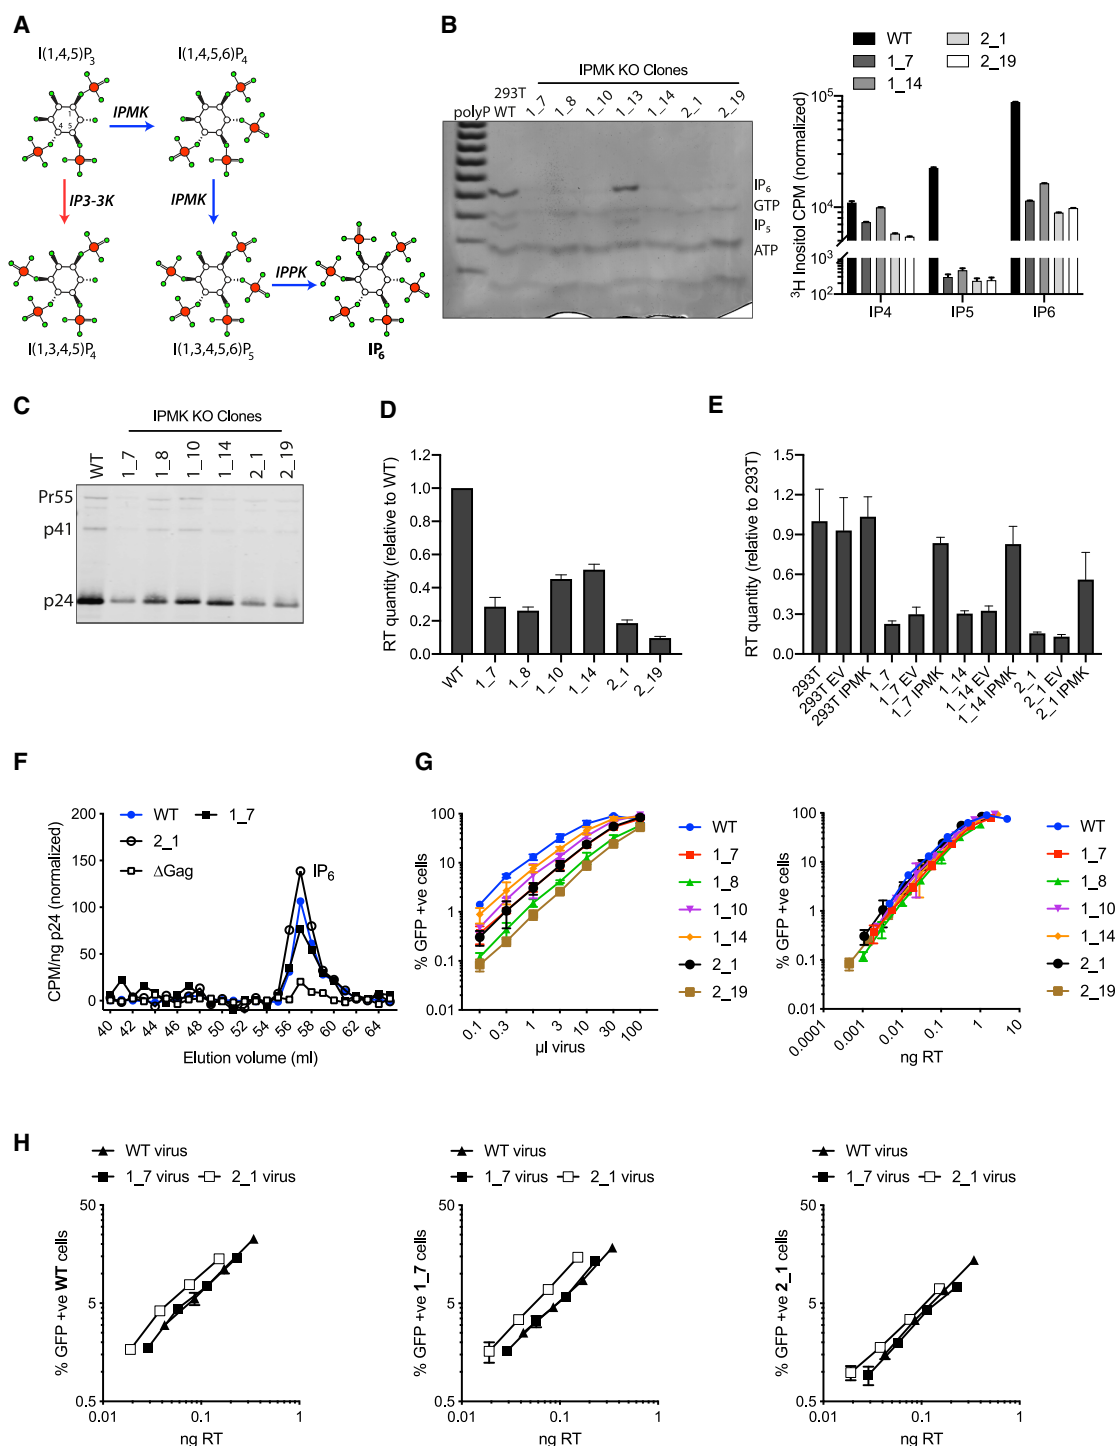 A
I(1,4,5)P3
I(1,4,5,6)P4
IPMK
1
4 5
IP3-3K
IPMK
IPPK
I(1,3,4,5)P4
I(1,3,4,5,6)P5
IP6
B
IPMK KO Clones
293T
polyP WT 1_7 1_8 1_10 1_13 1_14 2_1 2_19
IP6
GTP
IP5
ATP
WT
1_7
1_14
2_1
2_19
3H Inositol CPM (normalized)
10^5
10^4
10^3
10^2
IP4 IP5 IP6
C
IPMK KO Clones
WT 1_7 1_8 1_10 1_14 2_1 2_19
Pr55
p41
p24
D
RT quantity (relative to WT)
1.2
1.0
0.8
0.6
0.4
0.2
0.0
WT 1_7 1_8 1_10 1_14 2_1 2_19
E
RT quantity (relative to 293T)
1.5
1.2
0.9
0.6
0.3
0.0
293T 293T EV 293T IPMK 1_7 1_7 EV 1_7 IPMK 1_14 1_14 EV 1_14 IPMK 2_1 2_1 EV 2_1 IPMK
F
WT 1_7
2_1
ΔGag
IP6
CPM/ng p24 (normalized)
200
150
100
50
0
40 42 44 46 48 50 52 54 56 58 60 62 64
Elution volume (ml)
G
% GFP +ve cells
100
10
1
0.1
0.01
0.1 0.3 1 3 10 30 100
µl virus
WT
1_7
1_8
1_10
1_14
2_1
2_19
% GFP +ve cells
100
10
1
0.1
0.01
0.0001 0.001 0.01 0.1 1 10
ng RT
WT
1_7
1_8
1_10
1_14
2_1
2_19
H
WT virus
1_7 virus 2_1 virus
% GFP +ve WT cells
50
5
0.5
0.01 0.1 1
ng RT
WT virus
1_7 virus 2_1 virus
% GFP +ve 1_7 cells
50
5
0.5
0.01 0.1 1
ng RT
WT virus
1_7 virus 2_1 virus
% GFP +ve 2_1 cells
50
5
0.5
0.01 0.1 1
ng RT